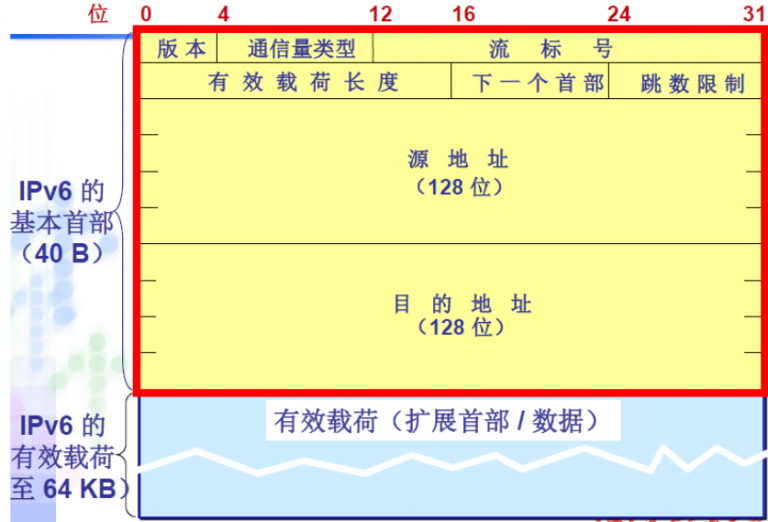 位 0 4 12 16 24 31
版本 通信量类型 流标号
有效载荷长度 下一个首部 跳数限制
源地址
（128 位）
IPv6 的
基本首部
（40 B）
目的地址
（128 位）
IPv6 的
有效载荷
至 64 KB）
有效载荷（扩展首部 / 数据）